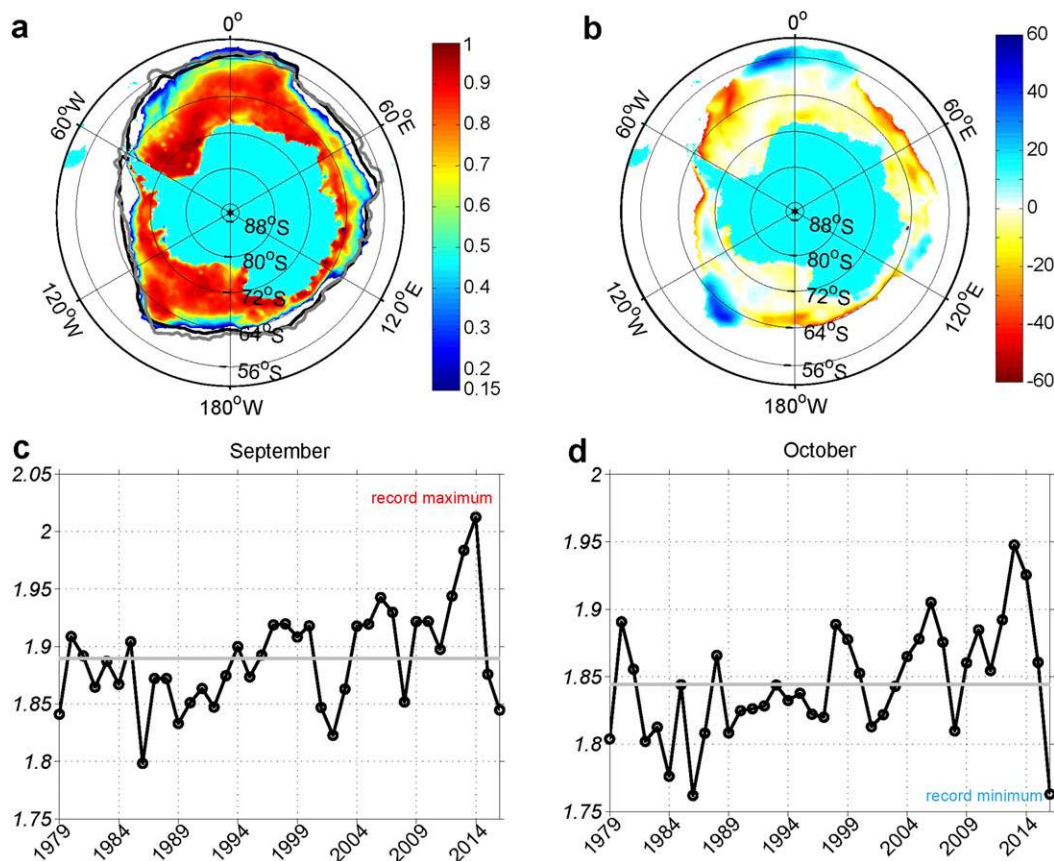 a
0°
60°W
60°E
88°S
80°S
72°S
64°S
56°S
120°W
12 0°E
180°W
1
0.9
0.8
0.7
0.6
0.5
0.4
0.3
0.2
0.15
b
0°
60°W
60°E
88°S
80°S
72°S
64°S
56°S
120°W
120°E
180°W
60
40
20
0
-20
-40
-60
c
September
2.05
2
1.95
1.9
1.85
1.8
1.75
record maximum
1979
1984
1989
1994
1999
2004
2009
2014
d
October
2
1.95
1.9
1.85
1.8
1.75
record minimum
1979
1984
1989
1994
1999
2004
2009
2014